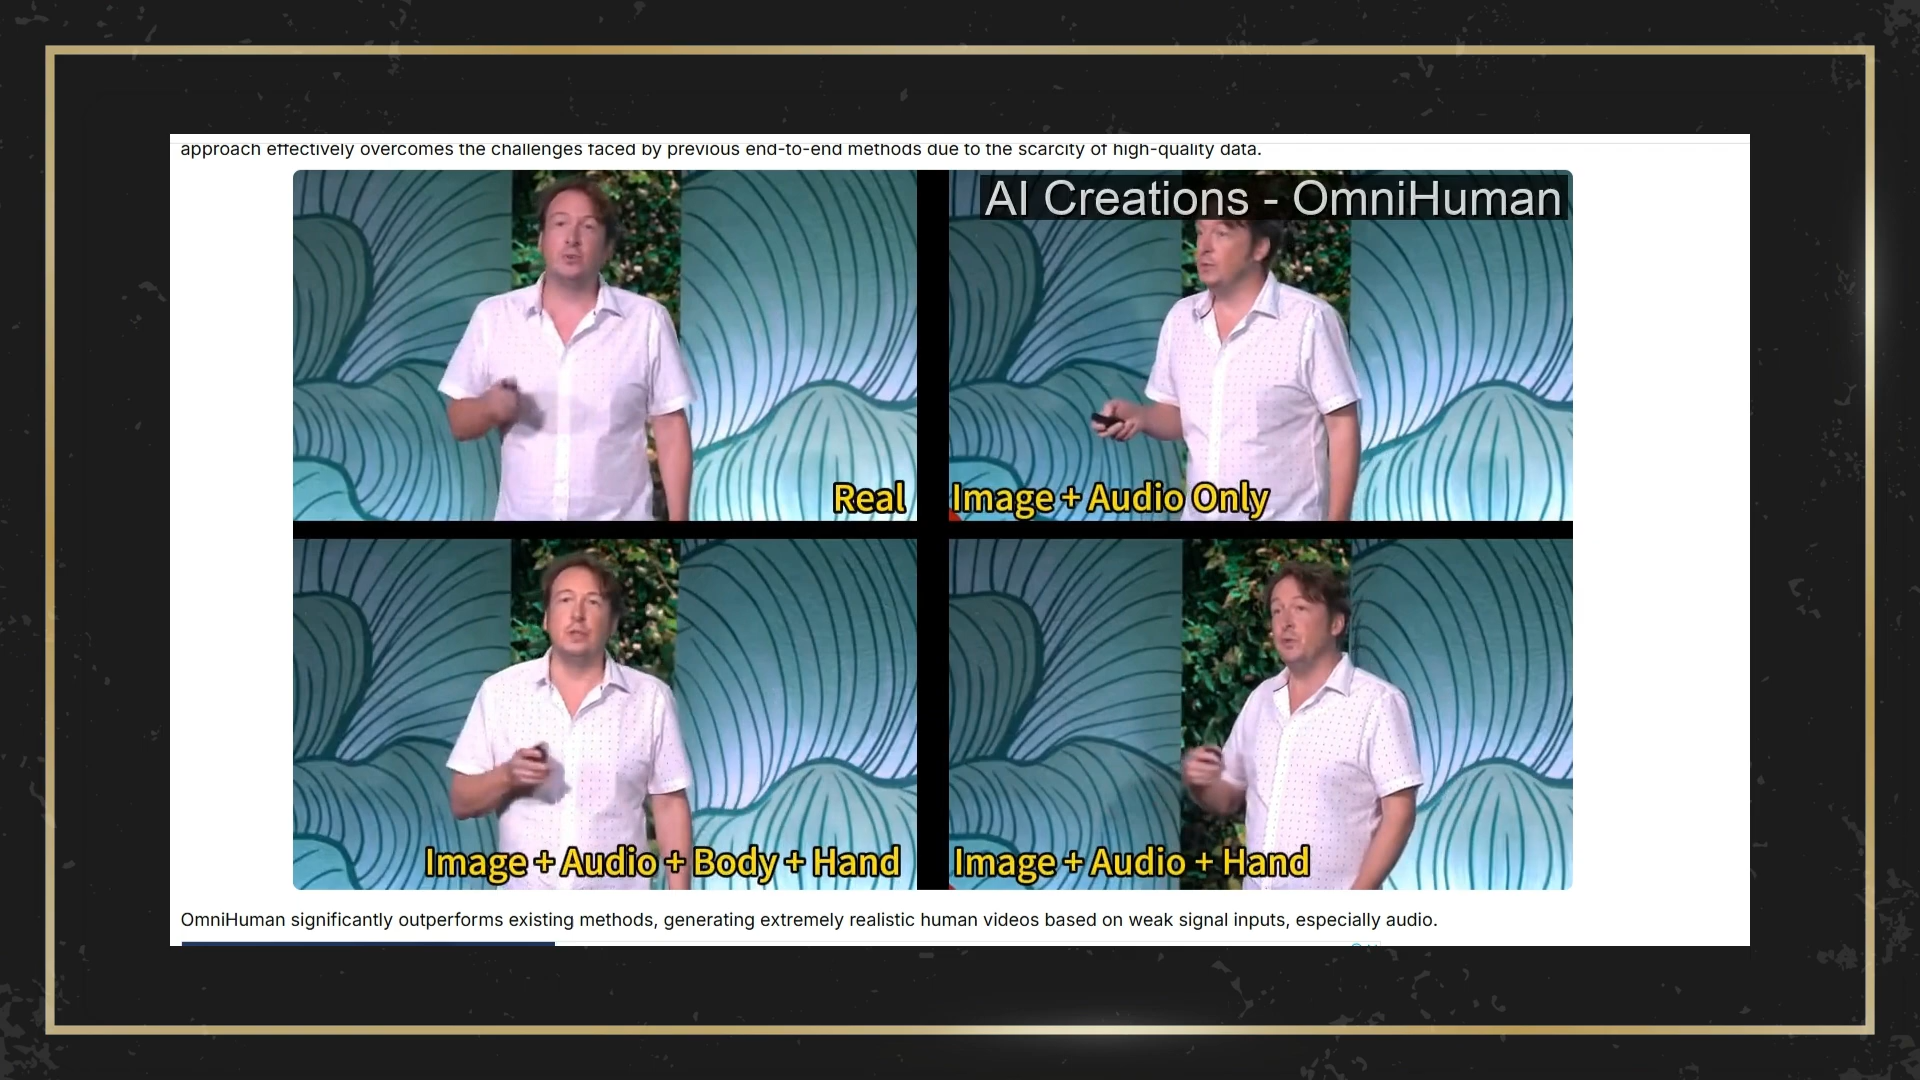 approach effectively overcomes the challenges faced by previous end-to-end methods due to the scarcity of high-quality data.
AI Creations - OmniHuman
Real
Image + Audio Only
Image + Audio + Body + Hand
Image + Audio + Hand
OmniHuman significantly outperforms existing methods, generating extremely realistic human videos based on weak signal inputs, especially audio.